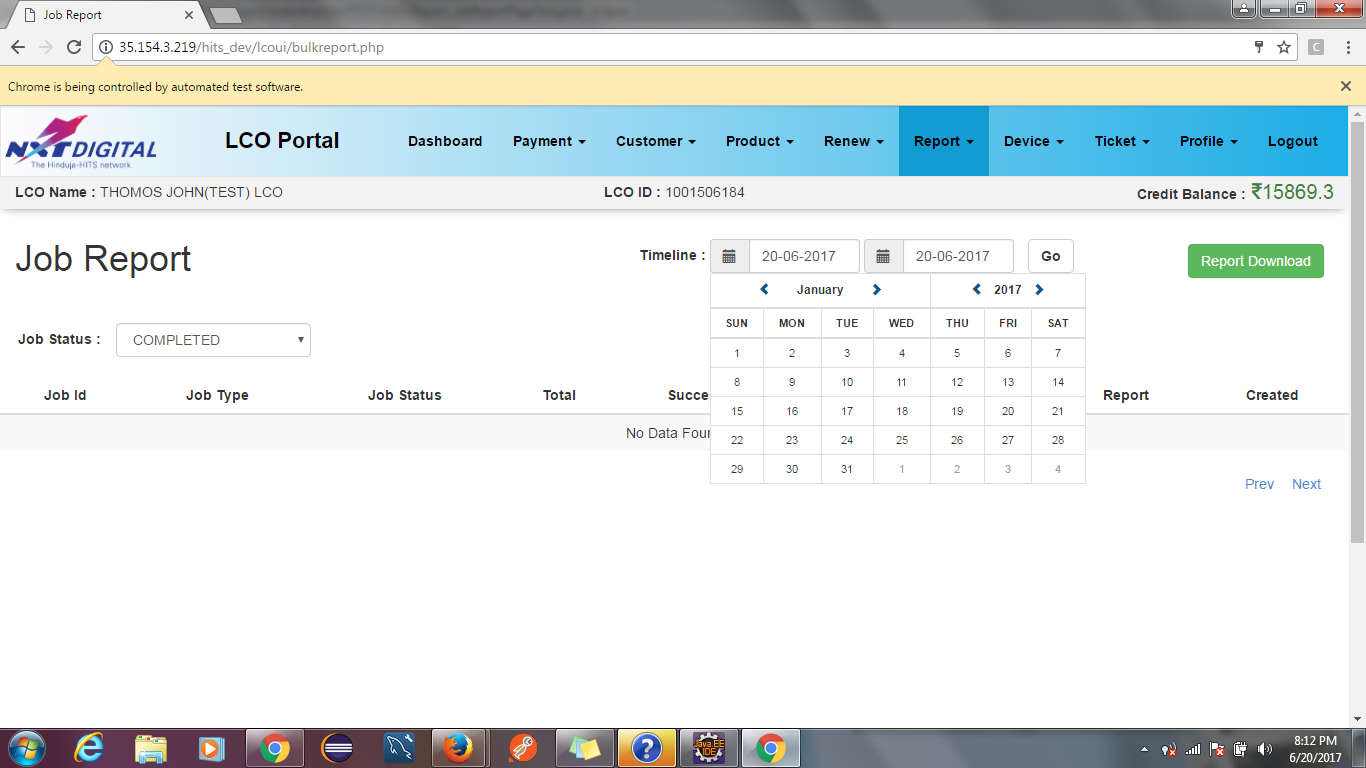 Job Report
35.154.3.219/hits_dev/lcoui/bulkreport.php
C
Chrome is being controlled by automated test software.
NXT DIGITAL
The Hinduja-HITS network
LCO Portal Dashboard Payment Customer Product Renew Report Device Ticket Profile Logout
LCO Name : THOMOS JOHN(TEST) LCO LCO ID : 1001506184 Credit Balance : ₹15869.3
Job Report Timeline : 20-06-2017 20-06-2017 Go Report Download
January 2017
SUN MON TUE WED THU FRI SAT
1 2 3 4 5 6 7
8 9 10 11 12 13 14
15 16 17 18 19 20 21
22 23 24 25 26 27 28
29 30 31 1 2 3 4
Job Status : COMPLETED
Job Id Job Type Job Status Total Succe Report Created
No Data Four
Prev Next
Java EE
IDE
8:12 PM
6/20/2017